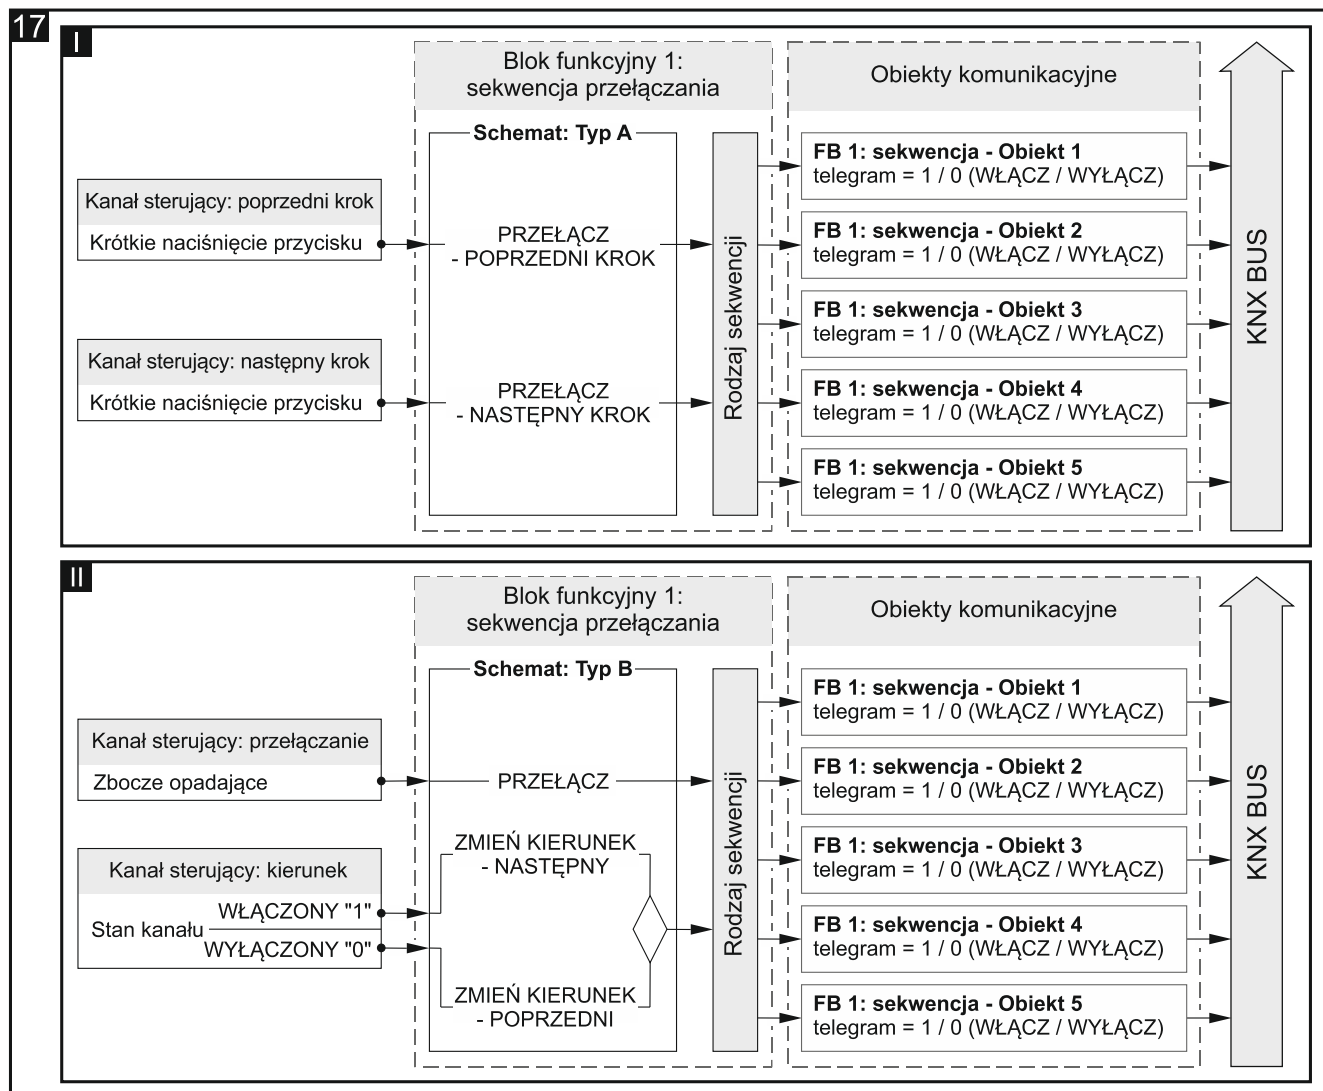 17
I
Blok funkcyjny 1:
sekwencja przełączania
Obiekty komunikacyjne
Schemat: Typ A
Kanał sterujący: poprzedni krok
Krótkie naciśnięcie przycisku
PRZEŁĄCZ
- POPRZEDNI KROK
Kanał sterujący: następny krok
Krótkie naciśnięcie przycisku
PRZEŁĄCZ
- NASTĘPNY KROK
Rodzaj sekwencji
FB 1: sekwencja - Obiekt 1
telegram = 1 / 0 (WŁĄCZ / WYŁĄCZ)
FB 1: sekwencja - Obiekt 2
telegram = 1 / 0 (WŁĄCZ / WYŁĄCZ)
FB 1: sekwencja - Obiekt 3
telegram = 1 / 0 (WŁĄCZ / WYŁĄCZ)
FB 1: sekwencja - Obiekt 4
telegram = 1 / 0 (WŁĄCZ / WYŁĄCZ)
FB 1: sekwencja - Obiekt 5
telegram = 1 / 0 (WŁĄCZ / WYŁĄCZ)
KNX BUS
II
Blok funkcyjny 1:
sekwencja przełączania
Obiekty komunikacyjne
Schemat: Typ B
Kanał sterujący: przełączanie
Zbocze opadające
PRZEŁĄCZ
Kanał sterujący: kierunek
Stan kanału
WŁĄCZONY "1"
WYŁĄCZONY "0"
ZMIEŃ KIERUNEK
- NASTĘPNY
ZMIEŃ KIERUNEK
- POPRZEDNI
Rodzaj sekwencji
FB 1: sekwencja - Obiekt 1
telegram = 1 / 0 (WŁĄCZ / WYŁĄCZ)
FB 1: sekwencja - Obiekt 2
telegram = 1 / 0 (WŁĄCZ / WYŁĄCZ)
FB 1: sekwencja - Obiekt 3
telegram = 1 / 0 (WŁĄCZ / WYŁĄCZ)
FB 1: sekwencja - Obiekt 4
telegram = 1 / 0 (WŁĄCZ / WYŁĄCZ)
FB 1: sekwencja - Obiekt 5
telegram = 1 / 0 (WŁĄCZ / WYŁĄCZ)
KNX BUS